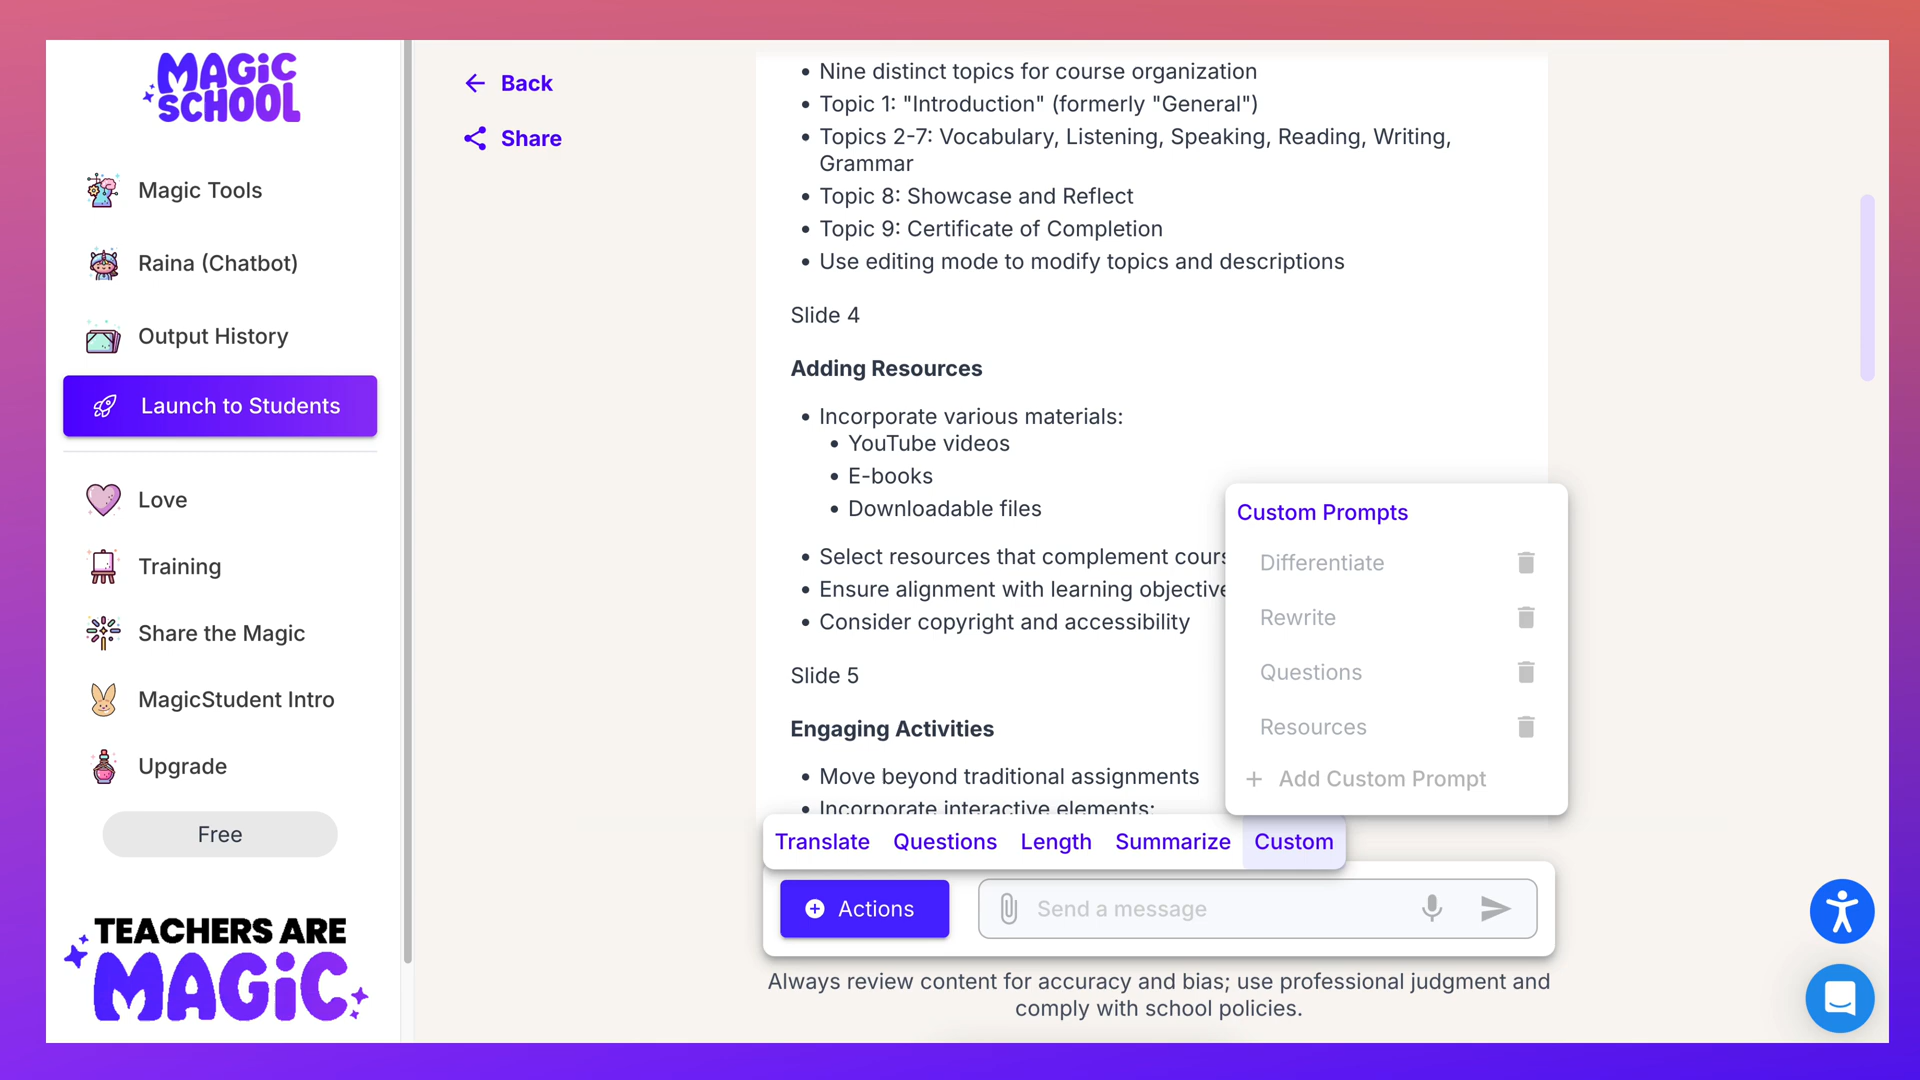 MAGIC
SCHOOL
Magic Tools
Raina (Chatbot)
Output History
Launch to Students
Love
Training
Share the Magic
MagicStudent Intro
Upgrade
Free
TEACHERS ARE
MAGIC
Back
Share
• Nine distinct topics for course organization
• Topic 1: "Introduction" (formerly "General")
• Topics 2-7: Vocabulary, Listening, Speaking, Reading, Writing,
Grammar
• Topic 8: Showcase and Reflect
• Topic 9: Certificate of Completion
• Use editing mode to modify topics and descriptions
Slide 4
Adding Resources
• Incorporate various materials:
• YouTube videos
• E-books
• Downloadable files
• Select resources that complement cours
• Ensure alignment with learning objective
• Consider copyright and accessibility
Slide 5
Engaging Activities
• Move beyond traditional assignments
• Incorporate interactive elements:
Custom Prompts
Differentiate
Rewrite
Questions
Resources
+ Add Custom Prompt
Translate Questions Length Summarize Custom
Actions
Send a message
Always review content for accuracy and bias; use professional judgment and
comply with school policies.